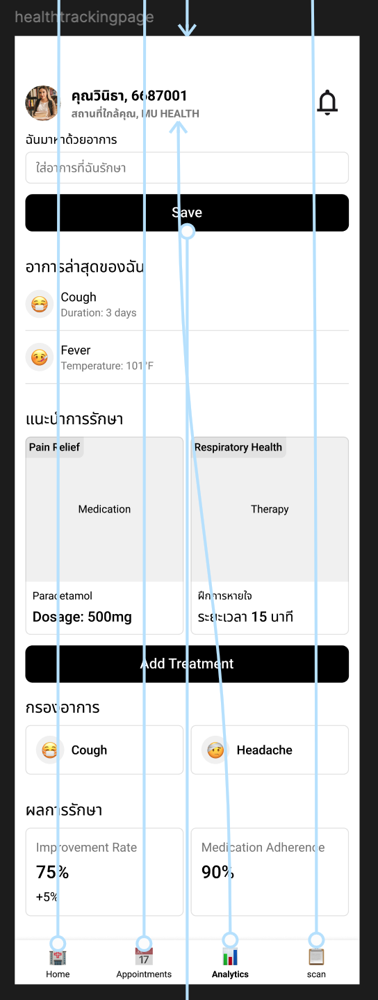 healthtrackingpage
คุณวินิธา, 6687001
สถานที่ใกล้คุณ, MU HEALTH
ฉันมาหาด้วยอาการ
ใส่อาการที่ฉันรักษา
Save
อาการล่าสุดของฉัน
Cough
Duration: 3 days
Fever
Temperature: 101°F
แนะนำการรักษา
Pain Relief
Respiratory Health
Medication
Therapy
Paracetamol
ฝึกการหายใจ
Dosage: 500mg
ระยะเวลา 15 นาที
Add Treatment
กรองอาการ
Cough
Headache
ผลการรักษา
Improvement Rate
Medication Adherence
75%
90%
+5%
17
Home
Appointments
Analytics
scan